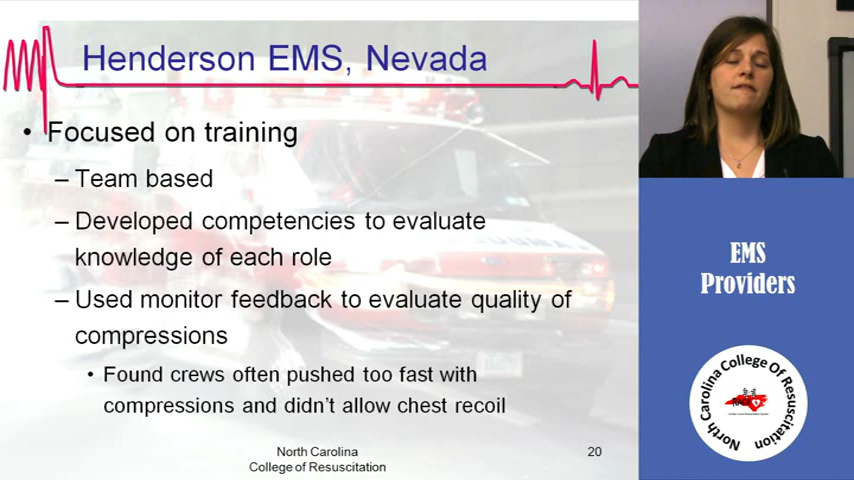 Henderson EMS, Nevada
• Focused on training
– Team based
– Developed competencies to evaluate
knowledge of each role
– Used monitor feedback to evaluate quality of
compressions
• Found crews often pushed too fast with
compressions and didn't allow chest recoil
North Carolina
College of Resuscitation
20
EMS
Providers
North Carolina College Of Resuscitation